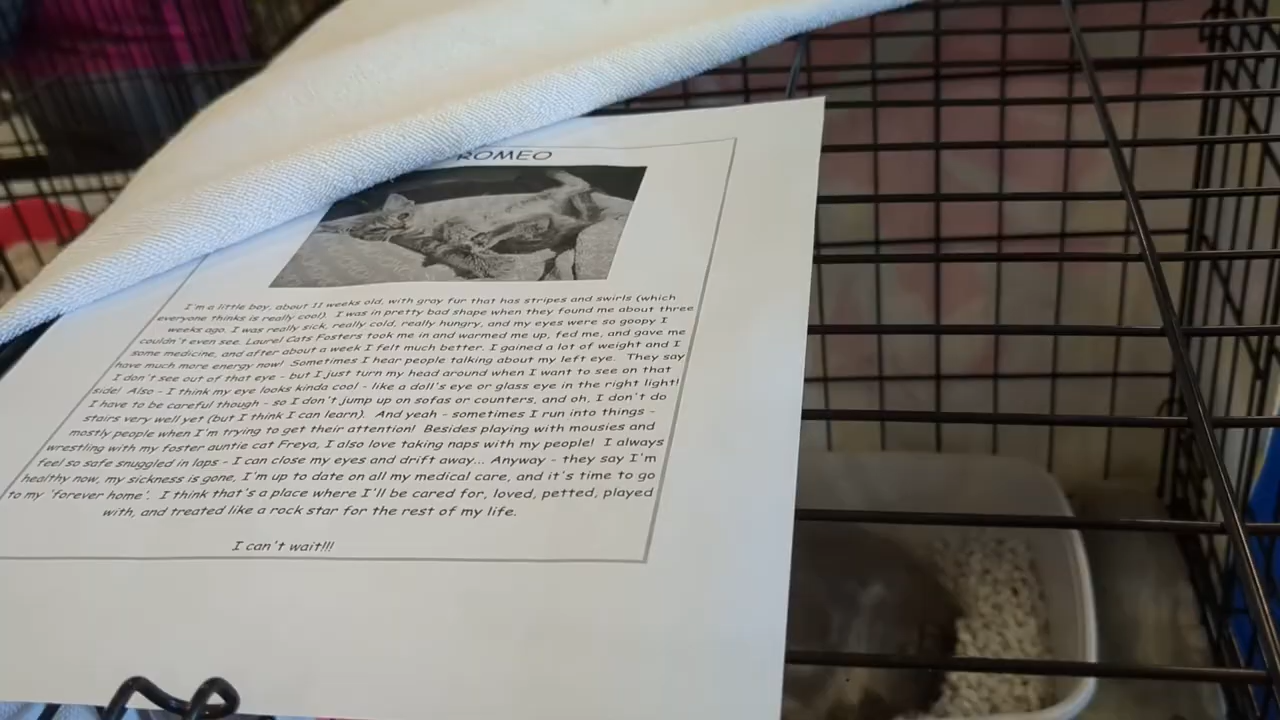 ROMEO
I'm a little boy, about 11 weeks old, with gray fur that has stripes and swirls (which
everyone thinks is really cool). I was in pretty bad shape when they found me about three
weeks ago. I was really sick, really cold, really hungry, and my eyes were so goopy I
couldn't even see. Laurel Cats Fosters took me in and warmed me up, fed me, and gave me
some medicine, and after about a week I felt much better. I gained a lot of weight and I
have much more energy now! Sometimes I hear people talking about my left eye. They say
I don't see out of that eye - but I just turn my head around when I want to see on that
side! Also - I think my eye looks kinda cool - like a doll's eye or glass eye in the right light!
I have to be careful though - so I don't jump up on sofas or counters, and oh, I don't do
stairs very well yet (but I think I can learn). And yeah - sometimes I run into things -
mostly people when I'm trying to get their attention! Besides playing with mousies and
wrestling with my foster auntie cat Freya, I also love taking naps with my people! I always
feel so safe snuggled in laps - I can close my eyes and drift away... Anyway - they say I'm
healthy now, my sickness is gone, I'm up to date on all my medical care, and it's time to go
to my 'forever home'. I think that's a place where I'll be cared for, loved, petted, played
with, and treated like a rock star for the rest of my life.
I can't wait!!!